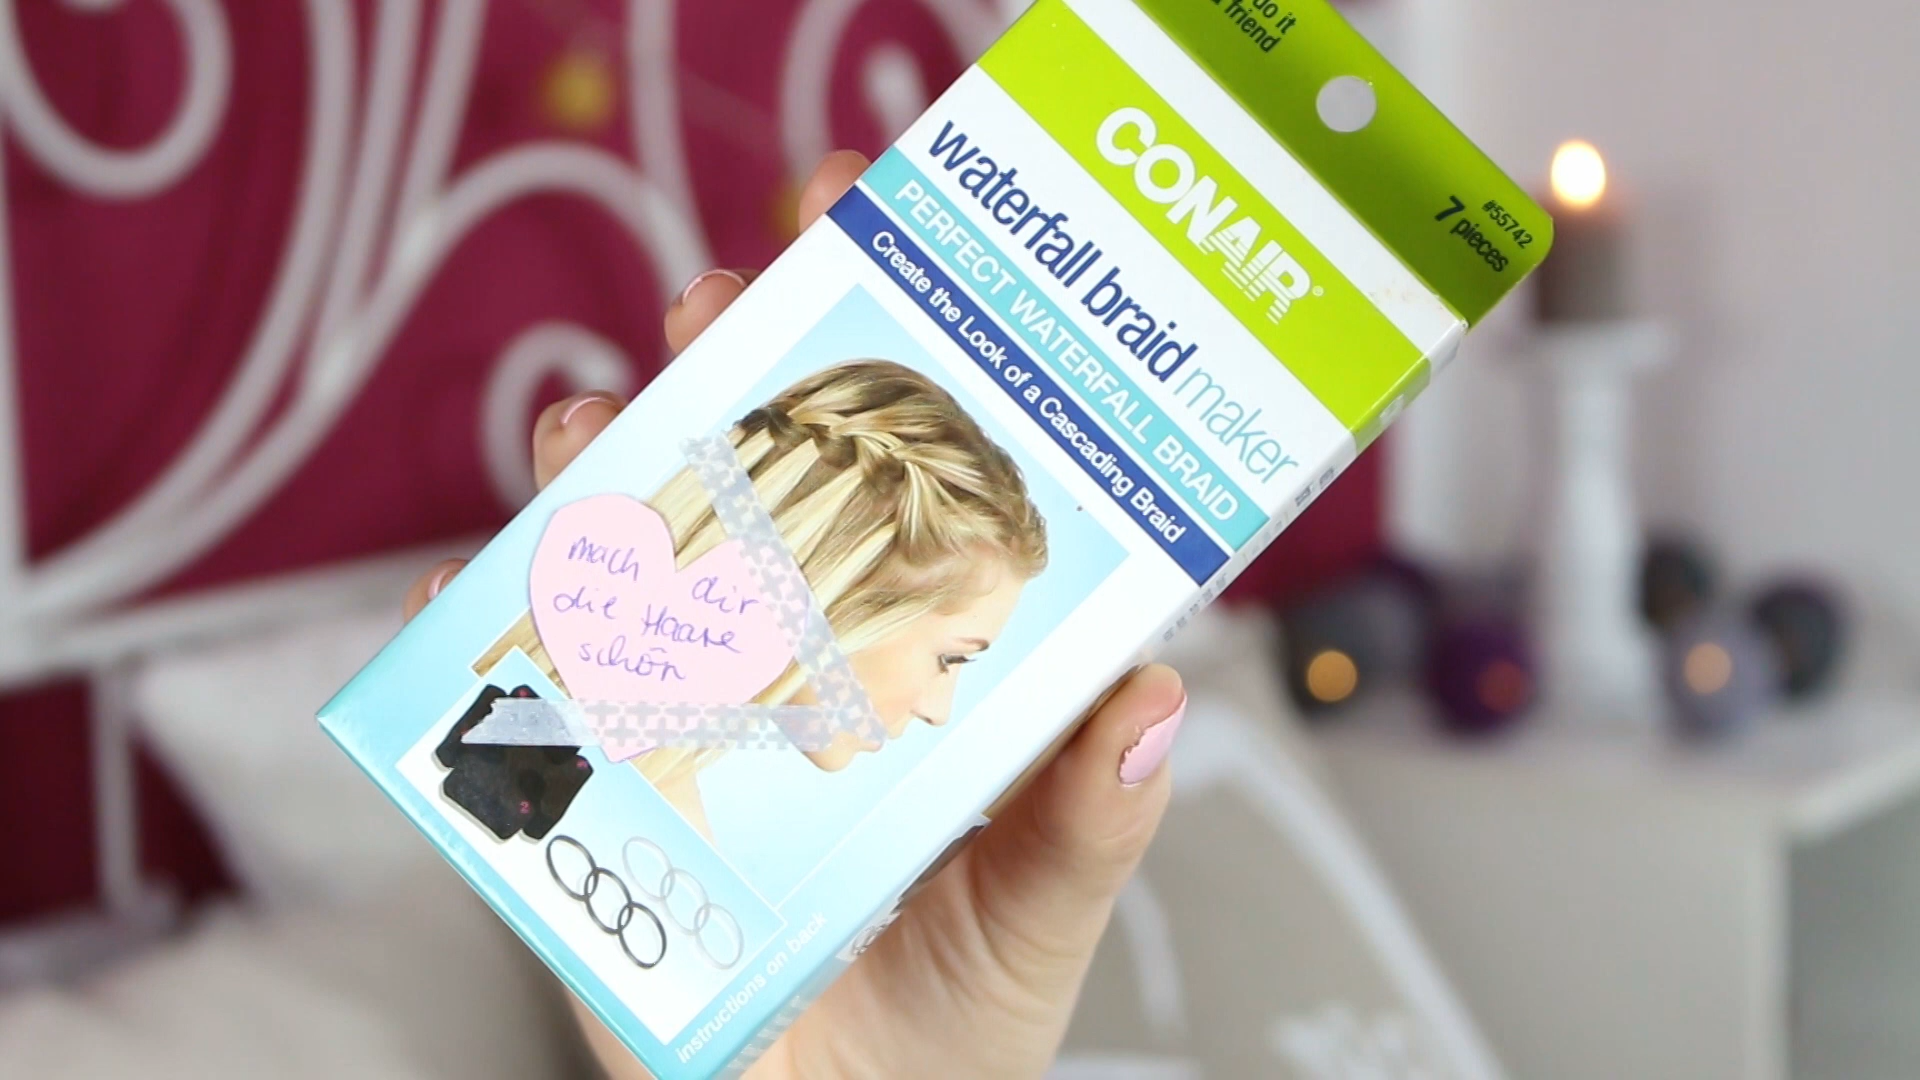 do it
friend
#55742
7 pieces
CONAIR®
waterfall braid maker
PERFECT WATERFALL BRAID
Create the Look of a Cascading Braid
mach dir
die Haare
schön
2
instructions on back